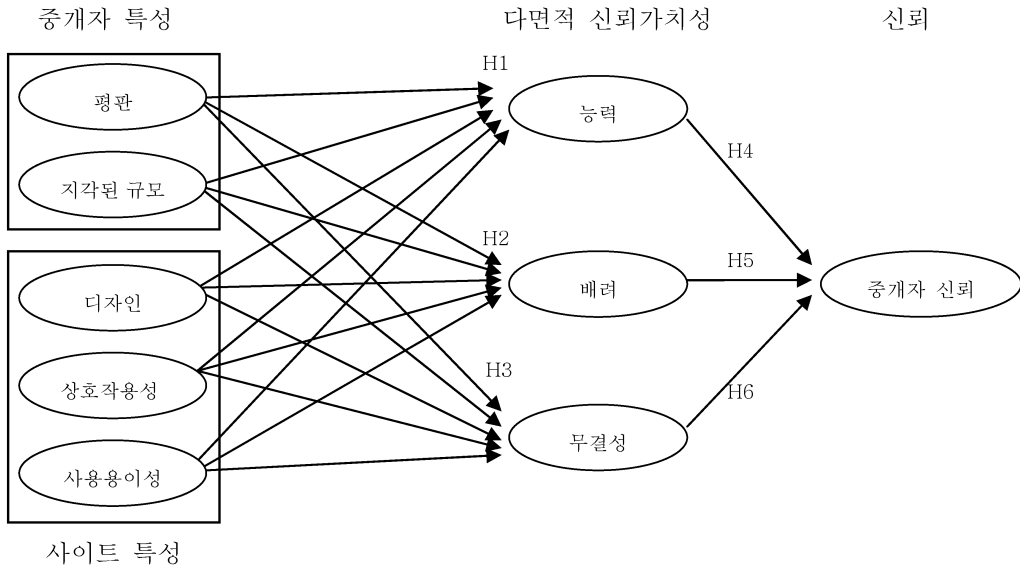 중개자 특성
다면적 신뢰가치성
신뢰
평판
지각된 규모
디자인
상호작용성
사용용이성
사이트 특성
H1
H2
H3
능력
배려
무결성
H4
H5
H6
중개자 신뢰